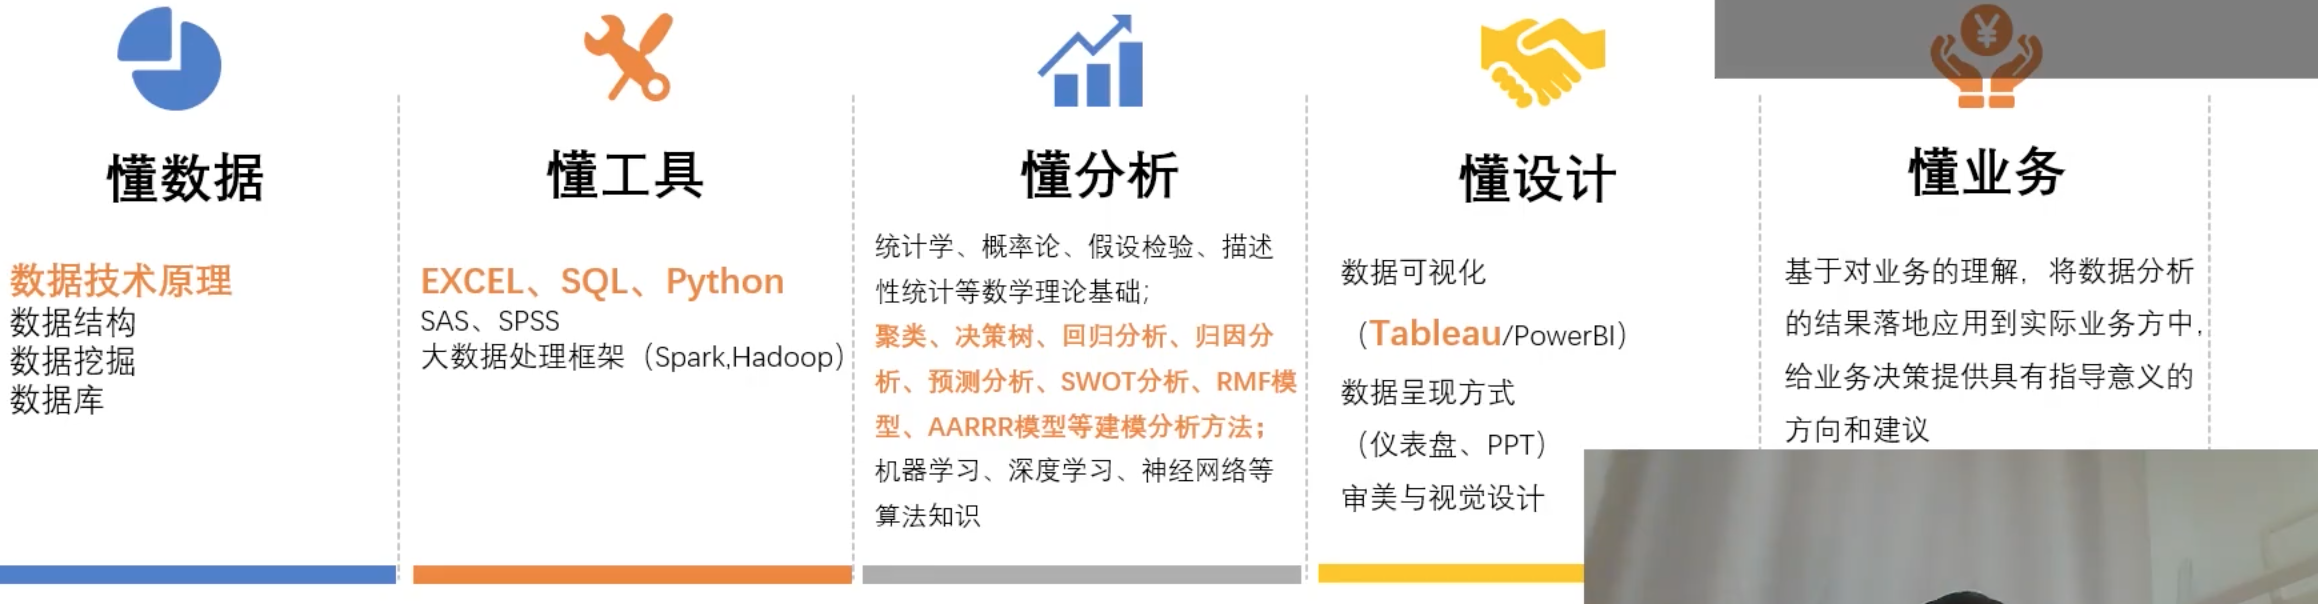 懂数据
数据技术原理
数据结构
数据挖掘
数据库
懂工具
EXCEL、SQL、Python
SAS、SPSS
大数据处理框架（Spark,Hadoop）
懂分析
统计学、概率论、假设检验、描述
性统计等数学理论基础;
聚类、决策树、回归分析、归因分
析、预测分析、SWOT分析、RMF模
型、AARRR模型等建模分析方法；
机器学习、深度学习、神经网络等
算法知识
懂设计
数据可视化
（Tableau/PowerBI）
数据呈现方式
（仪表盘、PPT）
审美与视觉设计
¥
懂业务
基于对业务的理解，将数据分析
的结果落地应用到实际业务方中,
给业务决策提供具有指导意义的
方向和建议